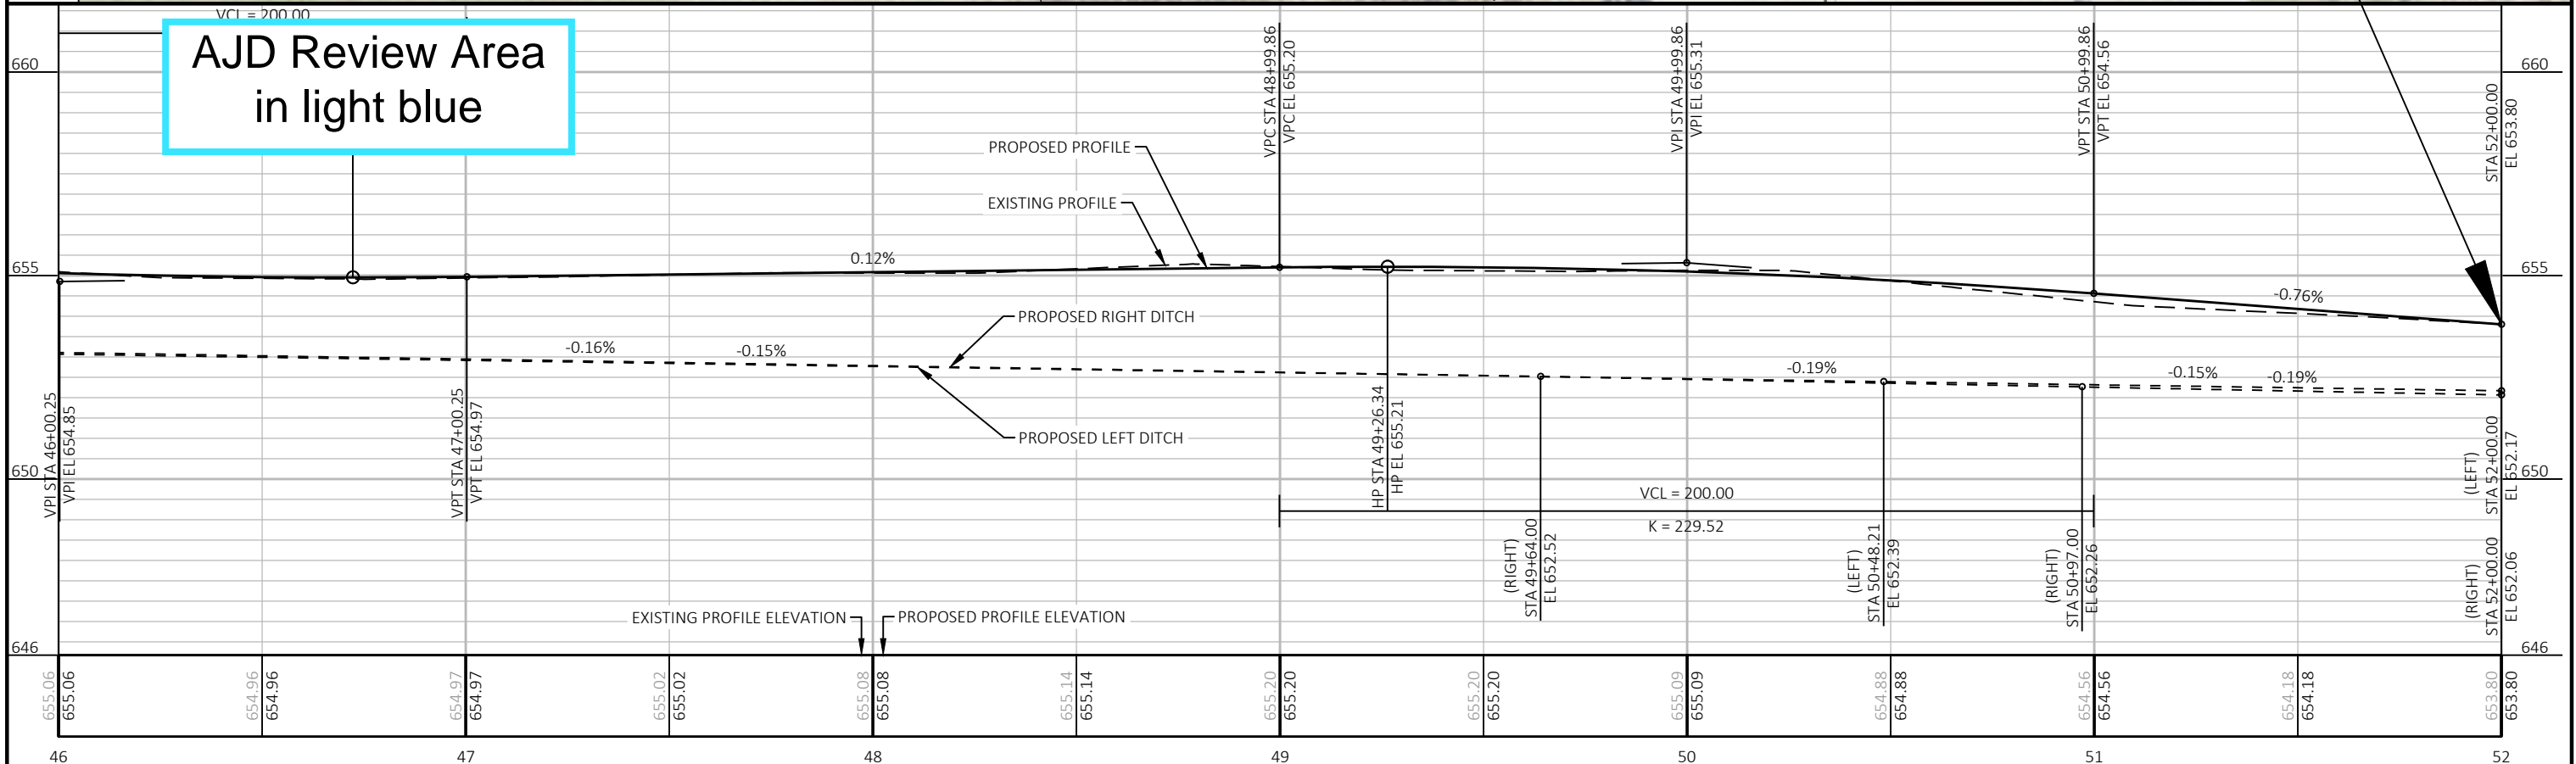 VCL = 200.00
AJD Review Area
in light blue
660
660
VPC STA 48+99.86
VPC EL 655.20
VPI STA 49+99.86
VPI EL 655.31
VPT STA 50+99.86
VPT EL 654.56
STA 52+00.00
EL 653.80
PROPOSED PROFILE
EXISTING PROFILE
0.12%
655
655
-0.76%
PROPOSED RIGHT DITCH
-0.16%
-0.15%
-0.19%
-0.15%
-0.19%
PROPOSED LEFT DITCH
VPI STA 46+00.25
VPI EL 654.85
VPT STA 47+00.25
VPT EL 654.97
HP STA 49+26.34
HP EL 655.21
650
650
VCL = 200.00
K = 229.52
(RIGHT)
STA 49+64.00
EL 652.52
(LEFT)
STA 50+48.21
EL 652.39
(RIGHT)
STA 50+97.00
EL 652.26
(LEFT)
STA 52+00.00
EL 652.17
(RIGHT)
STA 52+00.00
EL 652.06
EXISTING PROFILE ELEVATION
PROPOSED PROFILE ELEVATION
646
646
655.06
655.06
654.96
654.96
654.97
654.97
655.02
655.02
655.08
655.08
655.14
655.14
655.20
655.20
655.20
655.20
655.09
655.09
654.88
654.88
654.56
654.56
654.18
654.18
653.80
653.80
46
47
48
49
50
51
52